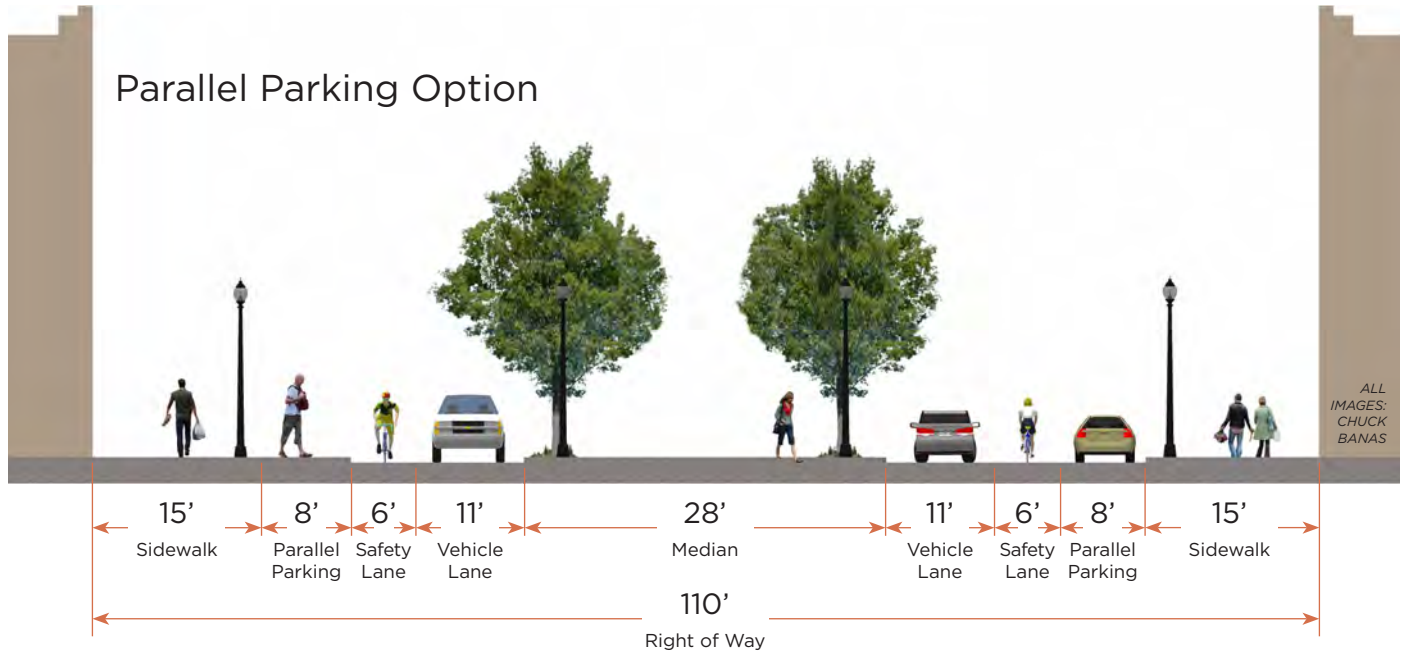 Parallel Parking Option
ALL
IMAGES:
CHUCK
BANAS
15’ 8’ 6’ 11’ 28’ 11’ 6’ 8’ 15’
Sidewalk Parallel Safety Vehicle Median Vehicle Safety Parallel Sidewalk
Parking Lane Lane Lane Lane Parking
110’
Right of Way